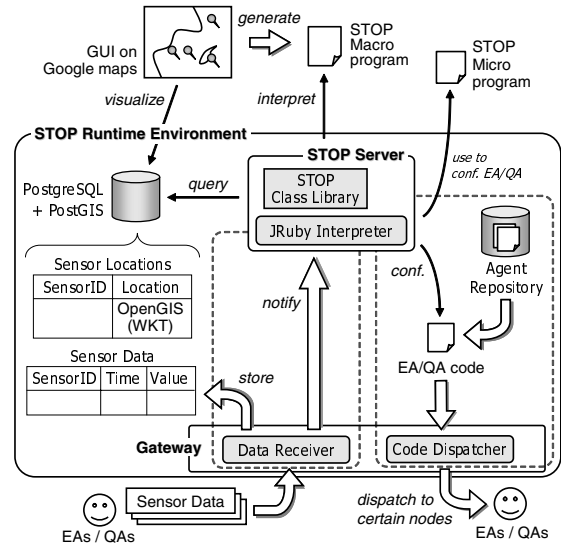 generate
GUI on
Google maps
STOP
Macro
program
STOP
Micro
program
visualize
interpret
STOP Runtime Environment
STOP Server
use to
conf. EA/QA
PostgreSQL
+ PostGIS
query
STOP
Class Library
JRuby Interpreter
Sensor Locations
SensorID Location
OpenGIS
(WKT)
notify
conf.
Agent
Repository
Sensor Data
SensorID Time Value
store
EA/QA code
Gateway
Data Receiver
Code Dispatcher
Sensor Data
EAs / QAs
dispatch to
certain nodes
EAs / QAs